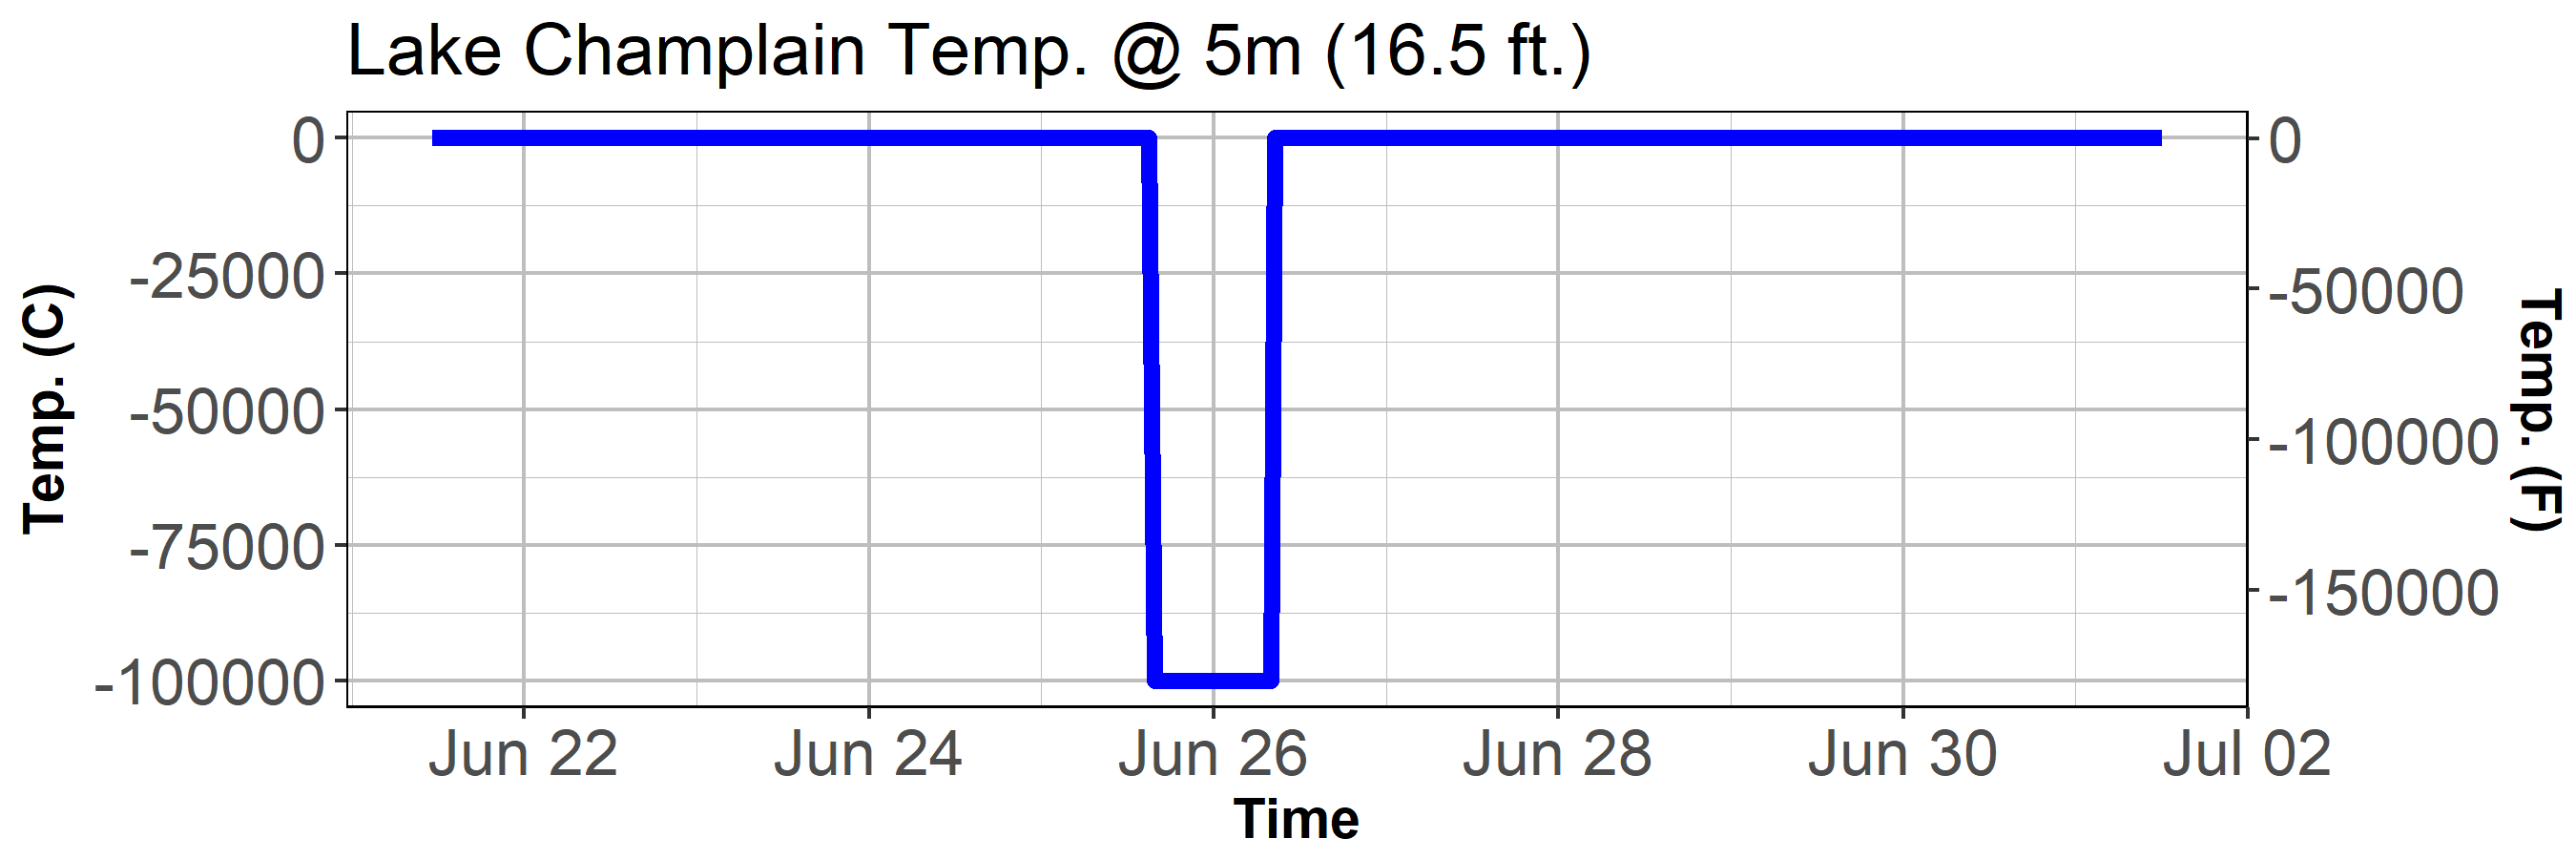 Lake Champlain Temp. @ 5m (16.5 ft.)
Temp. (C)
0
-25000
-50000
-75000
-100000
0
-50000
-100000
-150000
Temp. (F)
Jun 22 Jun 24 Jun 26 Jun 28 Jun 30 Jul 02
Time